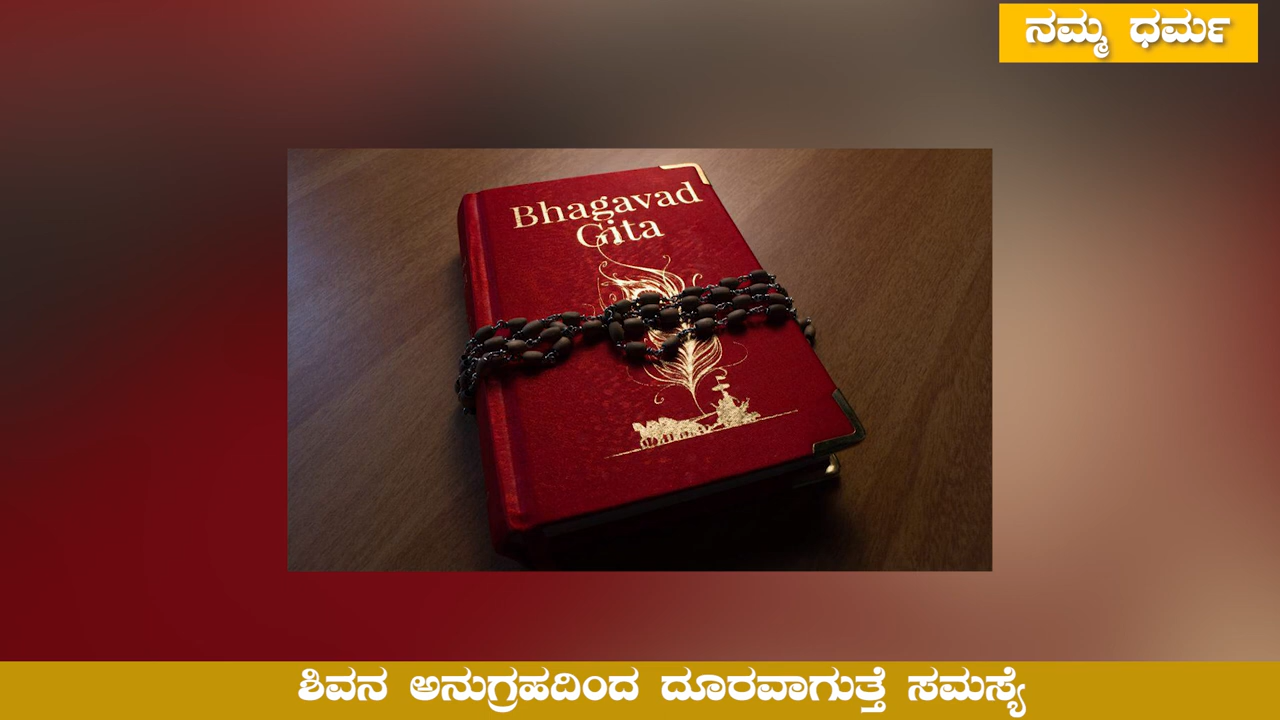 ನಮ್ಮ ಧರ್ಮ
Bhagavad
Gita
ಶಿವನ ಅನುಗ್ರಹದಿಂದ ದೂರವಾಗುತ್ತೆ ಸಮಸ್ಯೆ